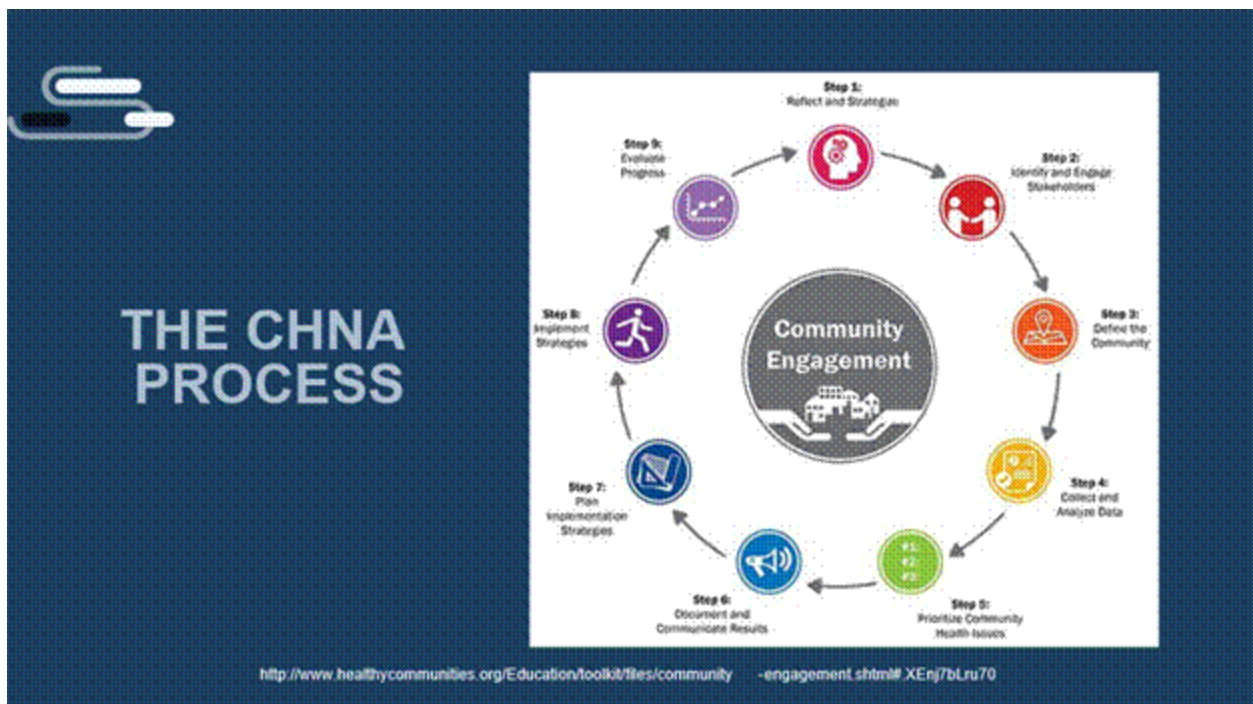 THE CHNA
PROCESS
Step 1:
Reflect and Strategize
Step 2:
Identify and Engage
Stakeholders
Step 3:
Define the
Community
Step 4:
Collect and
Analyze Data
Step 5:
Prioritize Community
Health Issues
Step 6:
Document and
Communicate Results
Step 7:
Plan
Implementation
Strategies
Step 8:
Implement
Strategies
Step 9:
Evaluate
Progress
Community
Engagement
#1
#2
#3
http://www.healthycommunities.org/Education/toolkit/files/community -engagement.shtml#.XEnj7bLru70